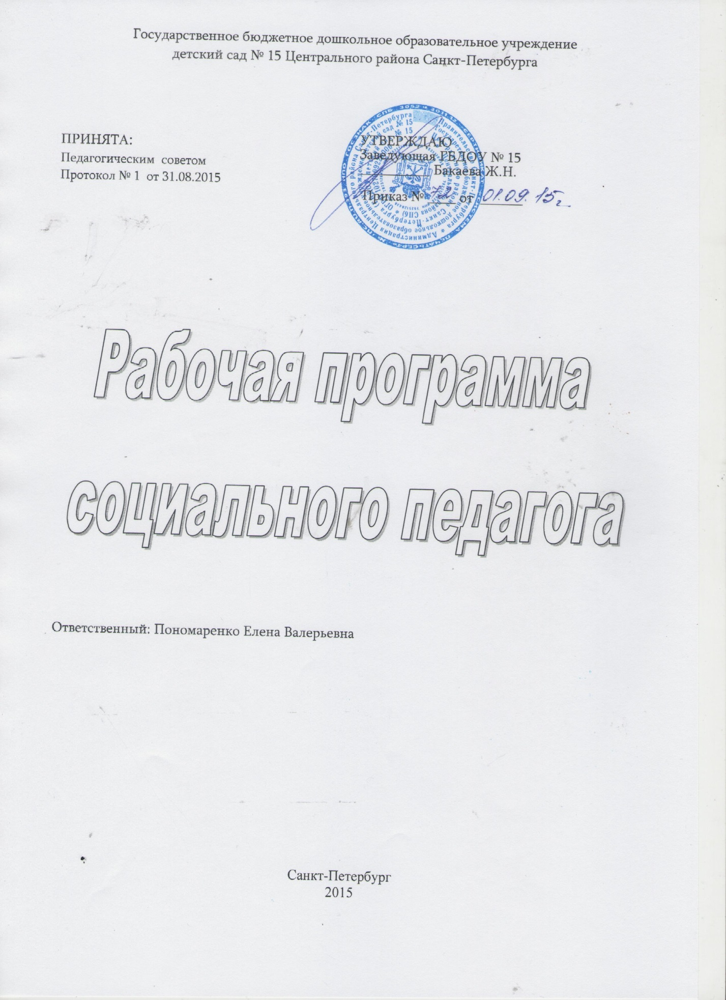 Государственное бюджетное дошкольное образовательное учреждение
детский сад № 15 Центрального района Санкт-Петербурга
ПРИНЯТА:
Педагогическим советом
Протокол № 1 от 31.08.2015
УТВЕРЖДАЮ
Заведующая ГБДОУ № 15
Бакаева Ж.Н.
Приказ № 72 от 01.09.15г
Рабочая программа
социального педагога
Ответственный: Пономаренко Елена Валерьевна
Санкт-Петербург
2015